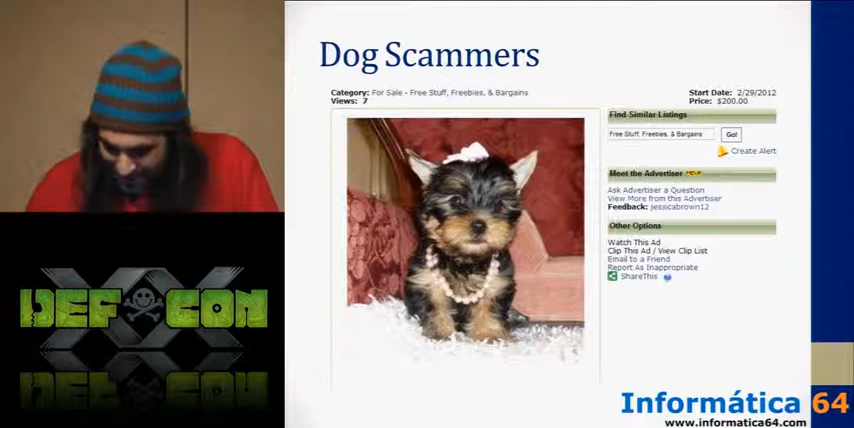 Dog Scammers
Category: For Sale - Free Stuff, Freebies, & Bargains
Views: 7
Start Date: 2/29/2012
Price: $200.00
Find Similar Listings
Free Stuff, Freebies, & Bargains
Go!
Create Alert
Meet the Advertiser HELP
Ask Advertiser a Question
View More from this Advertiser
Feedback: jessicabrown12
Other Options
Watch This Ad
Clip This Ad / View Clip List
Email to a Friend
Report As Inappropriate
ShareThis ?
DEF CON
XX
Informática 64
www.informatica64.com